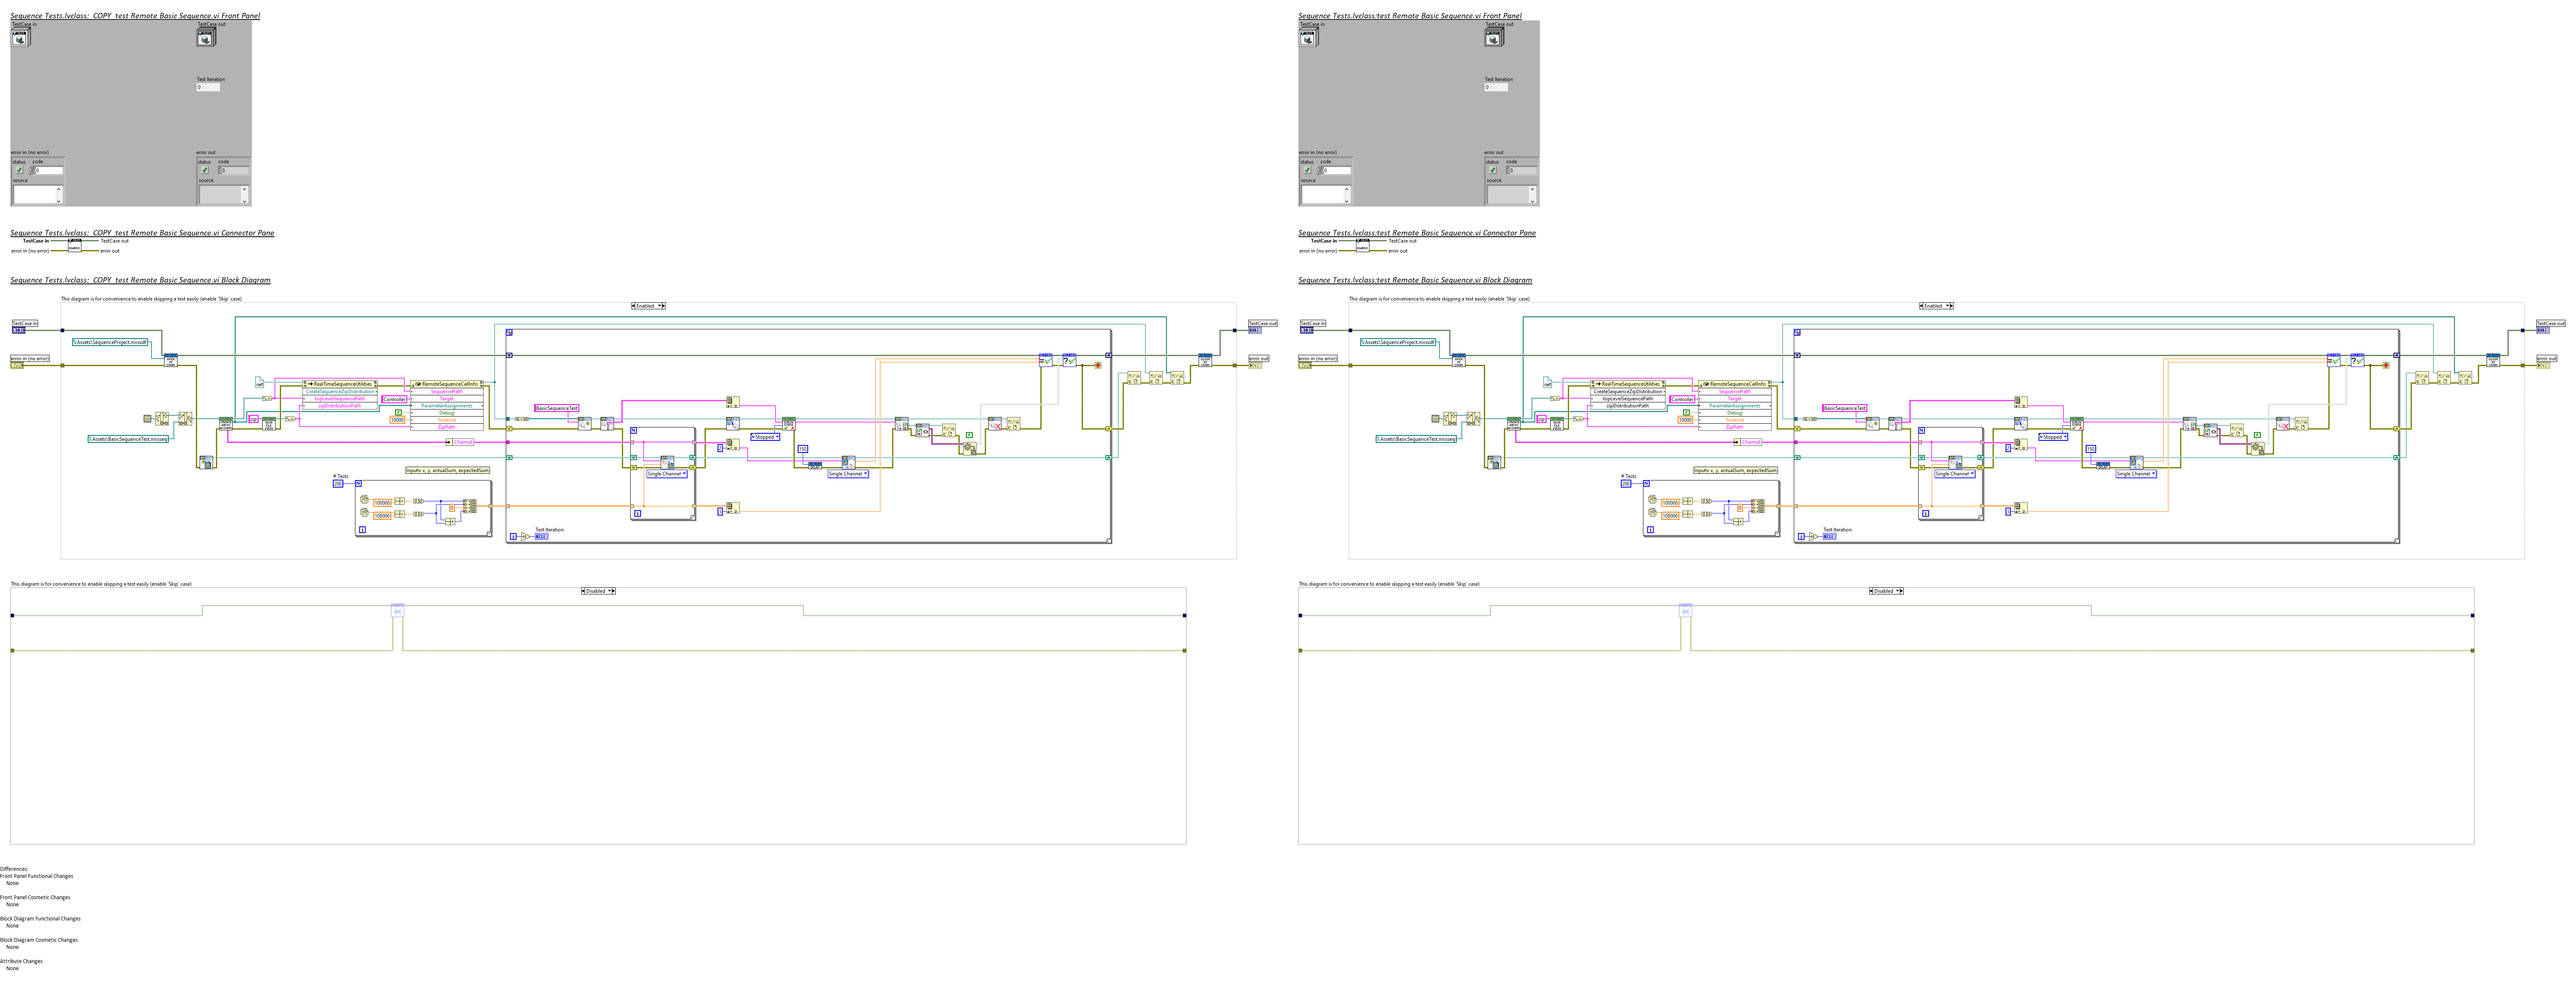 Sequence Tests.lvclass:_COPY_test Remote Basic Sequence.vi Front Panel
TestCase in
TestCase out
Test Iteration
0
error in (no error)
error out
status code
status code
0
0
source
source
Sequence Tests.lvclass:_COPY_test Remote Basic Sequence.vi Connector Pane
TestCase in
TestCase out
error in (no error)
error out
Sequence Tests.lvclass:_COPY_test Remote Basic Sequence.vi Block Diagram
This diagram is for convenience to enable skipping a test easily (enable 'Skip' case)
Enabled
TestCase in
TestCase out
.\Assets\SequenceProject.nivssdf
error in (no error)
error out
RealTimeSequenceUtilities
RemoteSequenceCallInfo
CreateSequenceZipDistribution
SequencePath
topLevelSequencePath
Controller
Target
zipDistributionPath
ParameterAssignments
BasicSequenceTest
F
Debug
zip
10000
Timeout
ZipPath
.\Assets\BasicSequenceTest.nivsseq
Stopped
F
Channel
2
150
Inputs: x, y, actualSum, expectedSum
Single Channel
Single Channel
# Tests
200
N
100000
0
100000
i
1
Test Iteration
This diagram is for convenience to enable skipping a test easily (enable 'Skip' case)
Disabled
Differences:
Front Panel Functional Changes
None
Front Panel Cosmetic Changes
None
Block Diagram Functional Changes
None
Block Diagram Cosmetic Changes
None
Attribute Changes
None
Sequence Tests.lvclass:test Remote Basic Sequence.vi Front Panel
TestCase in
TestCase out
Test Iteration
0
error in (no error)
error out
status code
status code
0
0
source
source
Sequence Tests.lvclass:test Remote Basic Sequence.vi Connector Pane
TestCase in
TestCase out
error in (no error)
error out
Sequence Tests.lvclass:test Remote Basic Sequence.vi Block Diagram
This diagram is for convenience to enable skipping a test easily (enable 'Skip' case)
Enabled
TestCase in
TestCase out
.\Assets\SequenceProject.nivssdf
error in (no error)
error out
RealTimeSequenceUtilities
RemoteSequenceCallInfo
CreateSequenceZipDistribution
SequencePath
topLevelSequencePath
Controller
Target
zipDistributionPath
ParameterAssignments
BasicSequenceTest
F
Debug
zip
10000
Timeout
ZipPath
.\Assets\BasicSequenceTest.nivsseq
Stopped
F
Channel
2
150
Inputs: x, y, actualSum, expectedSum
Single Channel
Single Channel
# Tests
200
N
100000
0
100000
i
1
Test Iteration
This diagram is for convenience to enable skipping a test easily (enable 'Skip' case)
Disabled